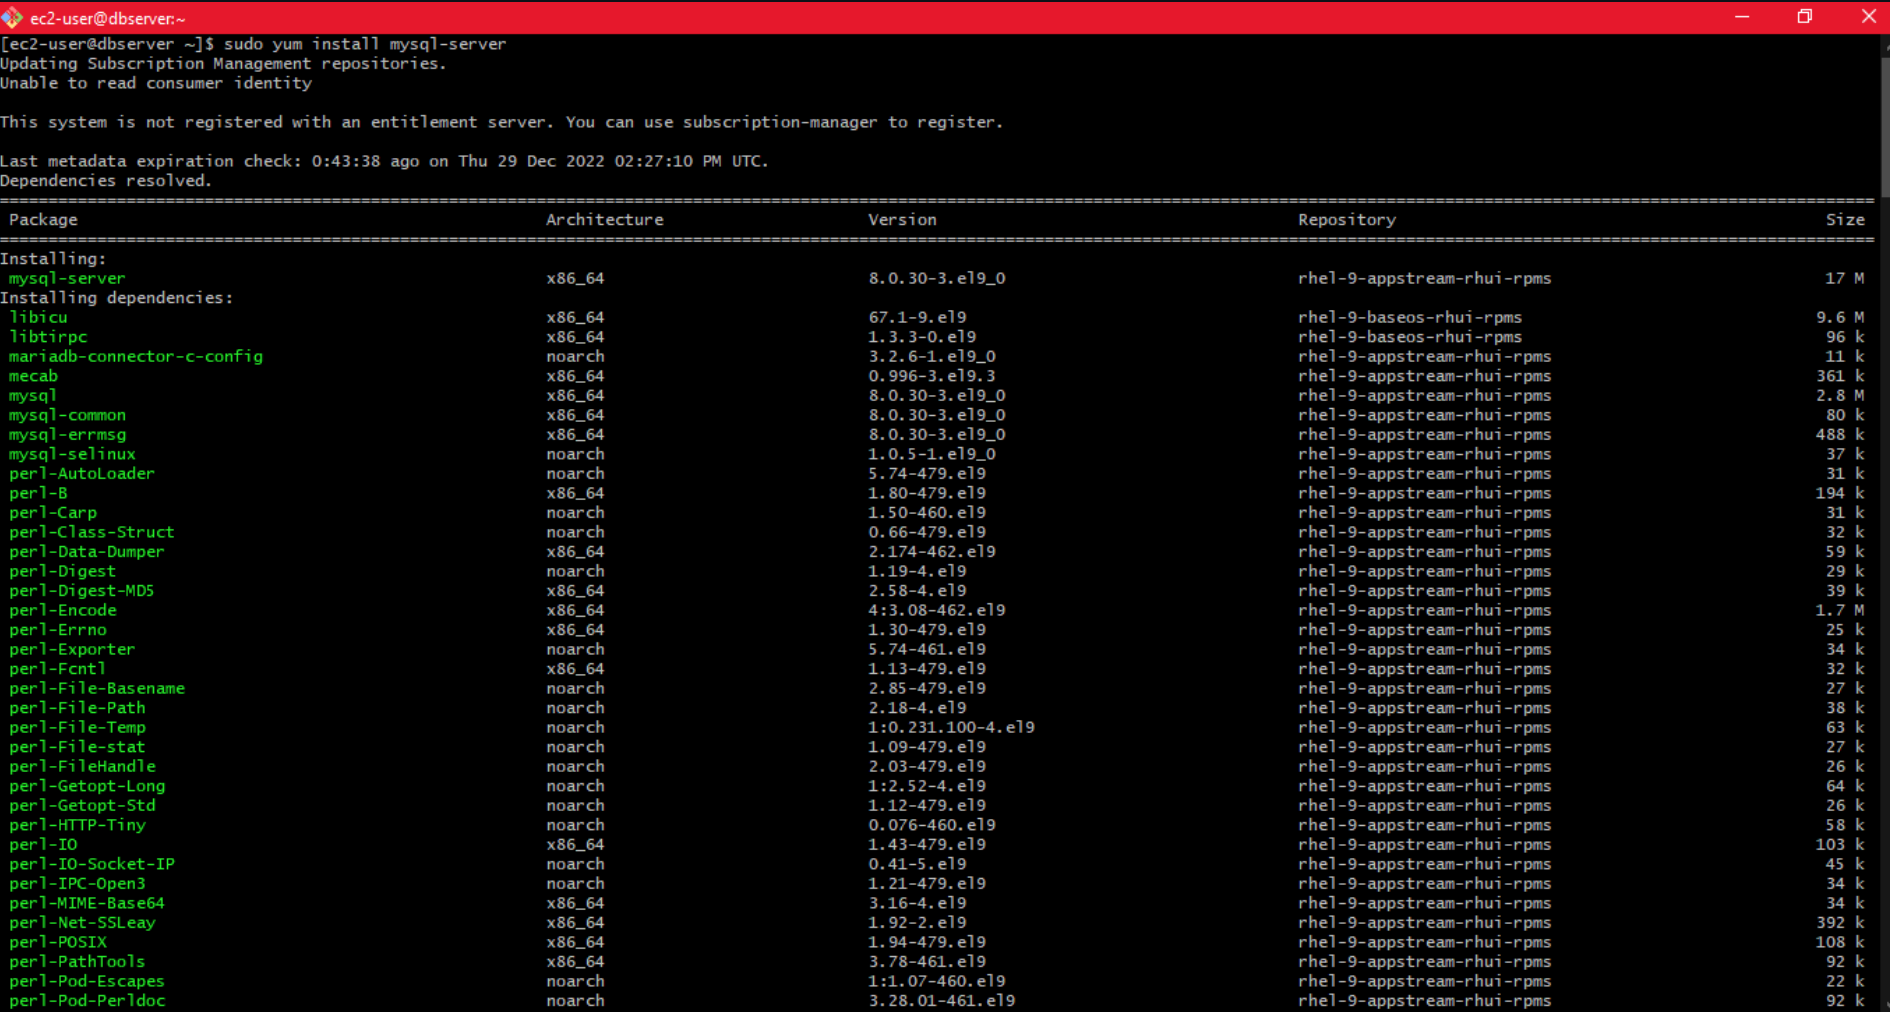 ec2-user@dbserver:~
[ec2-user@dbserver ~]$ sudo yum install mysql-server
Updating Subscription Management repositories.
Unable to read consumer identity
This system is not registered with an entitlement server. You can use subscription-manager to register.
Last metadata expiration check: 0:43:38 ago on Thu 29 Dec 2022 02:27:10 PM UTC.
Dependencies resolved.
Package Architecture Version Repository Size
Installing:
mysql-server x86_64 8.0.30-3.el9_0 rhel-9-appstream-rhui-rpms 17 M
Installing dependencies:
libicu x86_64 67.1-9.el9 rhel-9-baseos-rhui-rpms 9.6 M
libtirpc x86_64 1.3.3-0.el9 rhel-9-baseos-rhui-rpms 96 k
mariadb-connector-c-config noarch 3.2.6-1.el9_0 rhel-9-appstream-rhui-rpms 11 k
mecab x86_64 0.996-3.el9.3 rhel-9-appstream-rhui-rpms 361 k
mysql x86_64 8.0.30-3.el9_0 rhel-9-appstream-rhui-rpms 2.8 M
mysql-common x86_64 8.0.30-3.el9_0 rhel-9-appstream-rhui-rpms 80 k
mysql-errmsg x86_64 8.0.30-3.el9_0 rhel-9-appstream-rhui-rpms 488 k
mysql-selinux noarch 1.0.5-1.el9_0 rhel-9-appstream-rhui-rpms 37 k
perl-AutoLoader noarch 5.74-479.el9 rhel-9-appstream-rhui-rpms 31 k
perl-B x86_64 1.80-479.el9 rhel-9-appstream-rhui-rpms 194 k
perl-Carp noarch 1.50-460.el9 rhel-9-appstream-rhui-rpms 31 k
perl-Class-Struct noarch 0.66-479.el9 rhel-9-appstream-rhui-rpms 32 k
perl-Data-Dumper x86_64 2.174-462.el9 rhel-9-appstream-rhui-rpms 59 k
perl-Digest noarch 1.19-4.el9 rhel-9-appstream-rhui-rpms 29 k
perl-Digest-MD5 x86_64 2.58-4.el9 rhel-9-appstream-rhui-rpms 39 k
perl-Encode x86_64 4:3.08-462.el9 rhel-9-appstream-rhui-rpms 1.7 M
perl-Errno x86_64 1.30-479.el9 rhel-9-appstream-rhui-rpms 25 k
perl-Exporter noarch 5.74-461.el9 rhel-9-appstream-rhui-rpms 34 k
perl-Fcntl x86_64 1.13-479.el9 rhel-9-appstream-rhui-rpms 32 k
perl-File-Basename noarch 2.85-479.el9 rhel-9-appstream-rhui-rpms 27 k
perl-File-Path noarch 2.18-4.el9 rhel-9-appstream-rhui-rpms 38 k
perl-File-Temp noarch 1:0.231.100-4.el9 rhel-9-appstream-rhui-rpms 63 k
perl-File-stat noarch 1.09-479.el9 rhel-9-appstream-rhui-rpms 27 k
perl-FileHandle noarch 2.03-479.el9 rhel-9-appstream-rhui-rpms 26 k
perl-Getopt-Long noarch 1:2.52-4.el9 rhel-9-appstream-rhui-rpms 64 k
perl-Getopt-Std noarch 1.12-479.el9 rhel-9-appstream-rhui-rpms 26 k
perl-HTTP-Tiny noarch 0.076-460.el9 rhel-9-appstream-rhui-rpms 58 k
perl-IO x86_64 1.43-479.el9 rhel-9-appstream-rhui-rpms 103 k
perl-IO-Socket-IP noarch 0.41-5.el9 rhel-9-appstream-rhui-rpms 45 k
perl-IPC-Open3 noarch 1.21-479.el9 rhel-9-appstream-rhui-rpms 34 k
perl-MIME-Base64 x86_64 3.16-4.el9 rhel-9-appstream-rhui-rpms 34 k
perl-Net-SSLeay x86_64 1.92-2.el9 rhel-9-appstream-rhui-rpms 392 k
perl-POSIX x86_64 1.94-479.el9 rhel-9-appstream-rhui-rpms 108 k
perl-PathTools x86_64 3.78-461.el9 rhel-9-appstream-rhui-rpms 92 k
perl-Pod-Escapes noarch 1:1.07-460.el9 rhel-9-appstream-rhui-rpms 22 k
perl-Pod-Perldoc noarch 3.28.01-461.el9 rhel-9-appstream-rhui-rpms 92 k